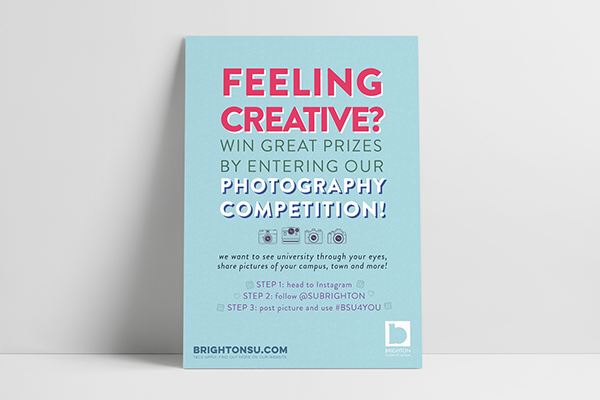 FEELING
CREATIVE?
WIN GREAT PRIZES
BY ENTERING OUR
PHOTOGRAPHY
COMPETITION!
we want to see university through your eyes,
share pictures of your campus, town and more!
STEP 1: head to Instagram
STEP 2: follow @SUBRIGHTON
STEP 3: post picture and use #BSU4YOU
BRIGHTONSU.COM
b
BRIGHTON